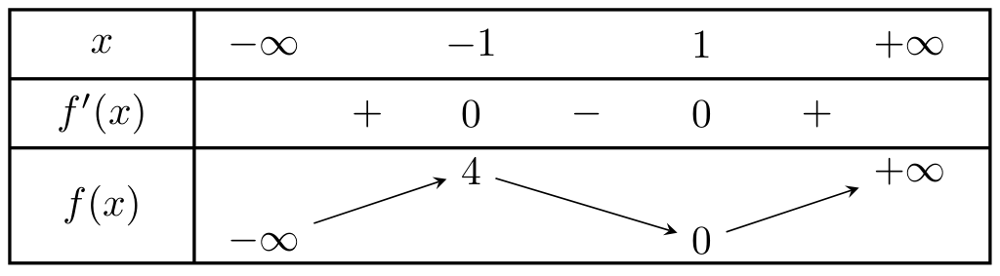 x −∞ −1 1 +∞
f′(x) + 0 − 0 +
4 +∞
f(x)
−∞ 0